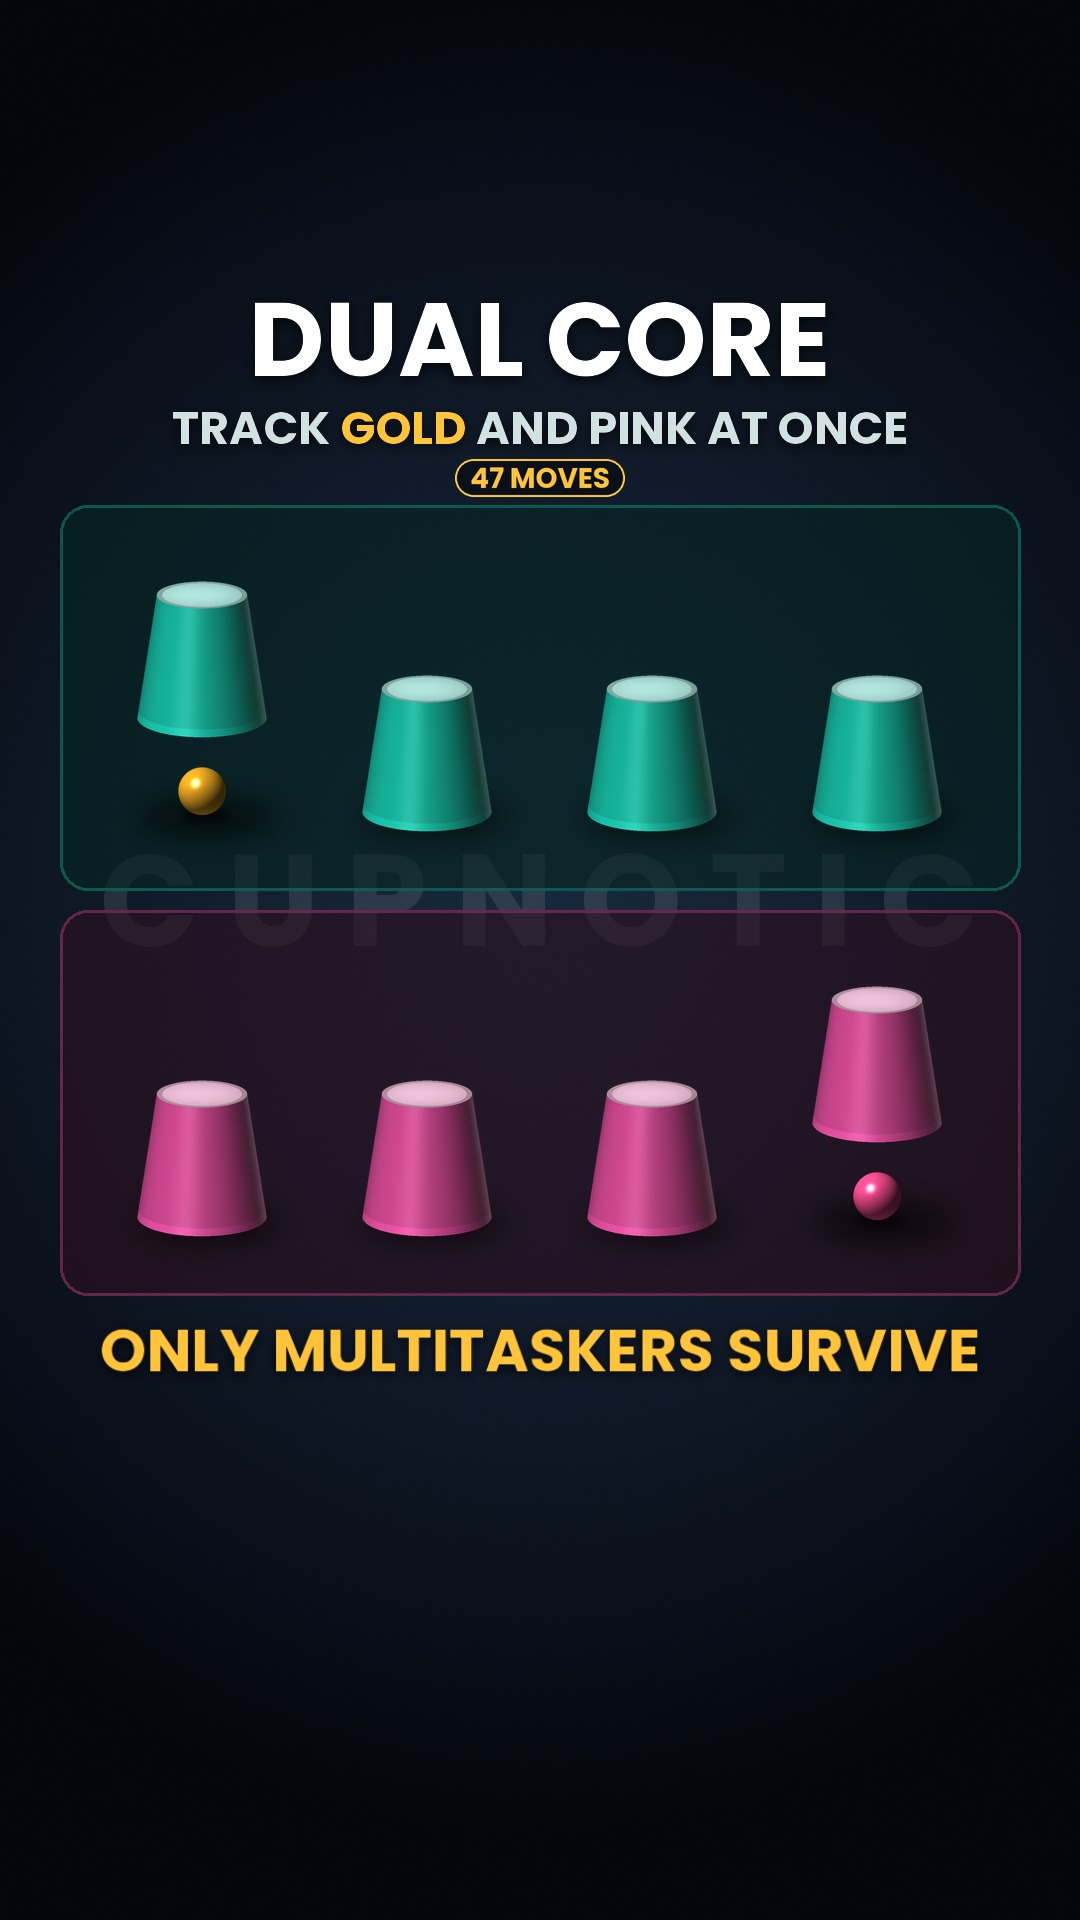 DUAL CORE
TRACK GOLD AND PINK AT ONCE
47 MOVES
CUPNOTIC
ONLY MULTITASKERS SURVIVE